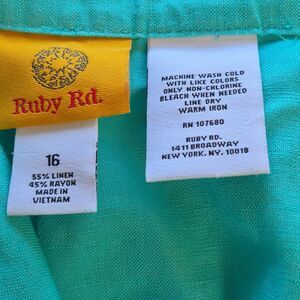 Ruby Rd.
16
55% LINEN
45% RAYON
MADE IN
VIETNAM
MACHINE WASH COLD
WITH LIKE COLORS
ONLY NON-CHLORINE
BLEACH WHEN NEEDED
LINE DRY
WARM IRON
RN 107680
RUBY RD.
1411 BROADWAY
NEW YORK, NY. 10018